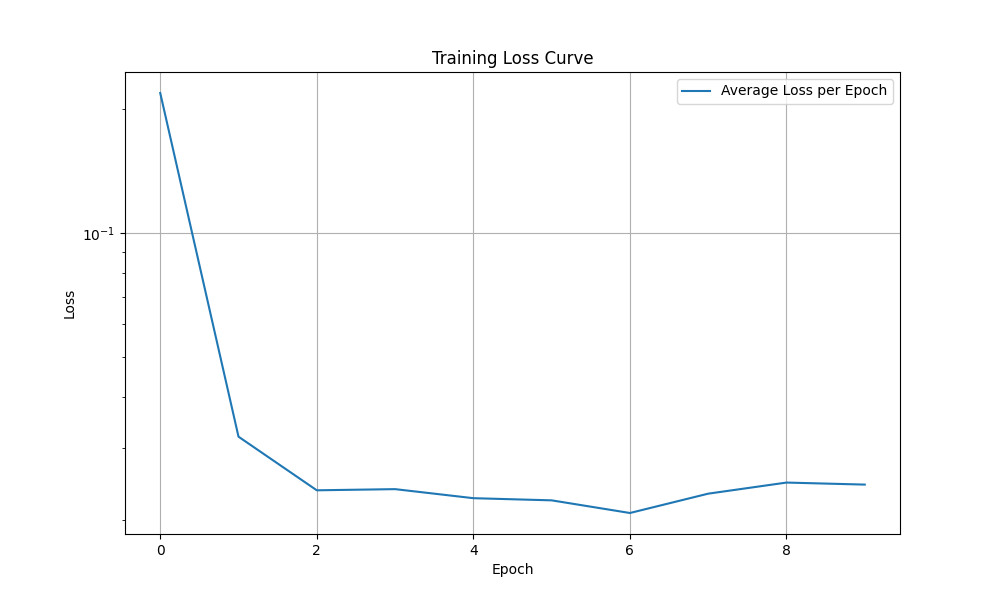 Training Loss Curve
Average Loss per Epoch
10⁻¹
Loss
0 2 4 6 8
Epoch